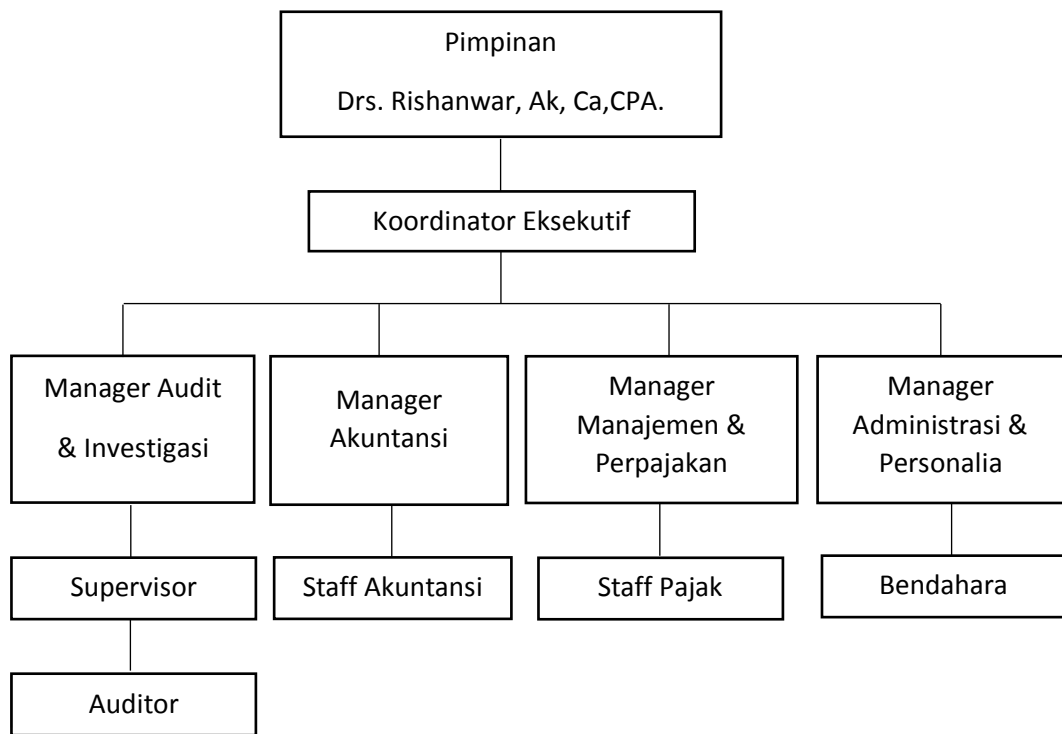 Pimpinan
Drs. Rishanwar, Ak, Ca,CPA.
Koordinator Eksekutif
Manager Audit
& Investigasi
Manager
Akuntansi
Manager
Manajemen &
Perpajakan
Manager
Administrasi &
Personalia
Supervisor
Staff Akuntansi
Staff Pajak
Bendahara
Auditor